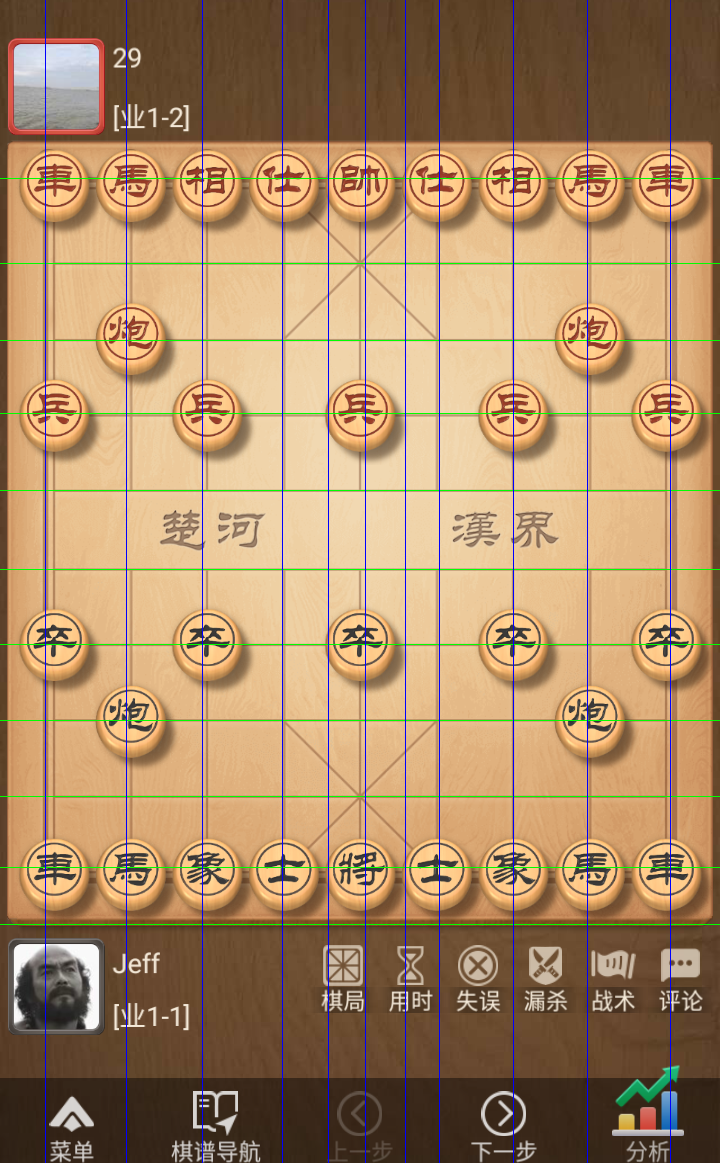 29
[业1-2]
車馬相仕帥仕相馬車
炮炮
兵兵兵兵兵
楚河 漢界
卒卒卒卒卒
炮炮
車馬象士將士象馬車
Jeff
[业1-1]
棋局 用时 失误 漏杀 战术 评论
菜单 棋谱导航 上一步 下一步 分析